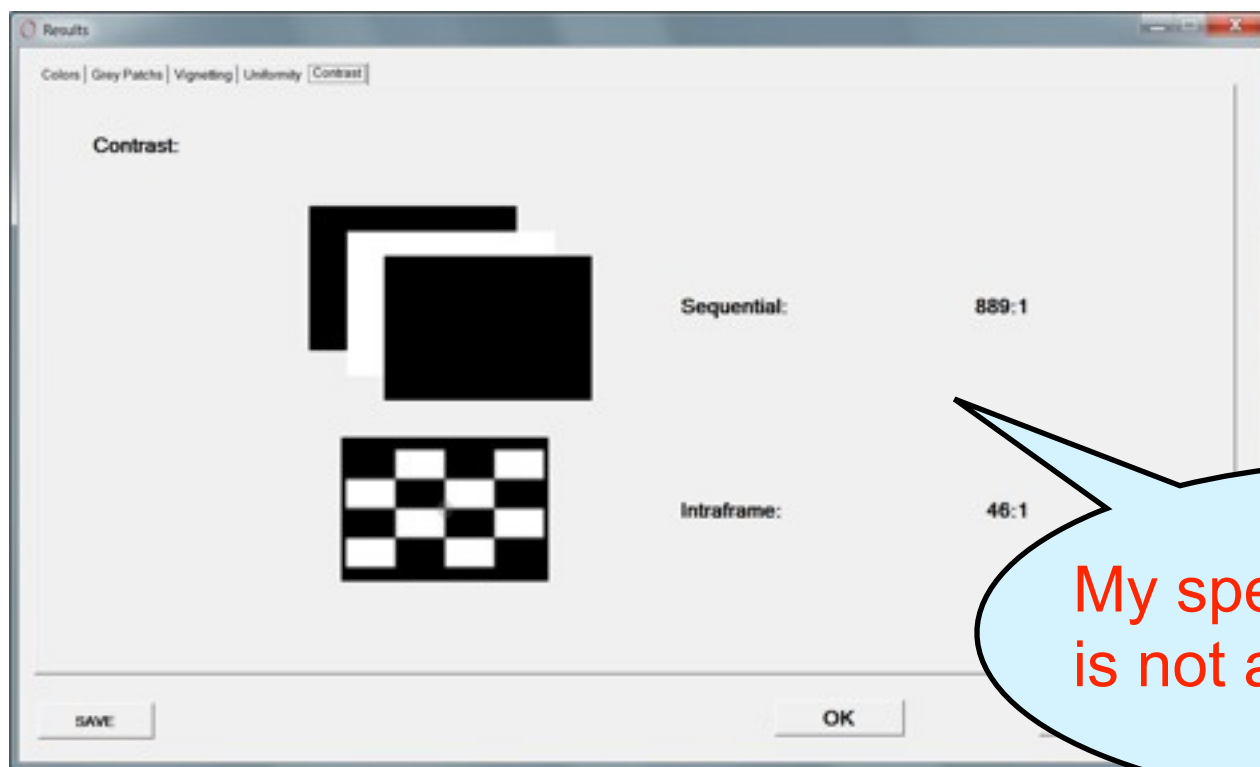 Results
Colors | Grey Patchs | Vignetting | Uniformity | Contrast
Contrast:
Sequential: 889:1
Intraframe: 46:1
My spe
is not a
SAVE OK